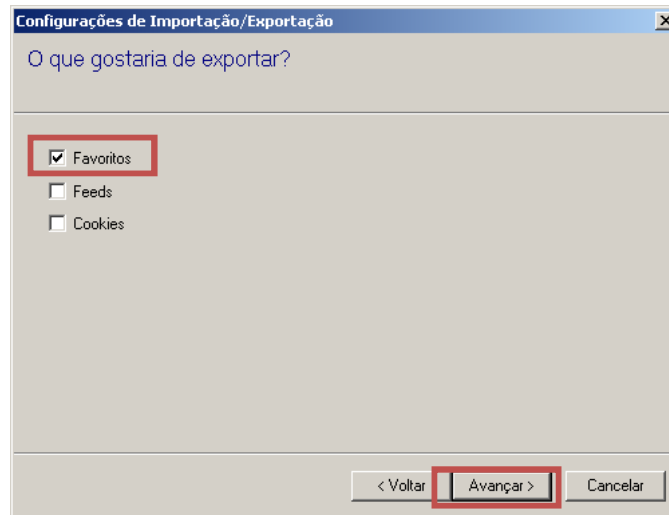 Configurações de Importação/Exportação
O que gostaria de exportar?
Favoritos
Feeds
Cookies
< Voltar
Avançar >
Cancelar